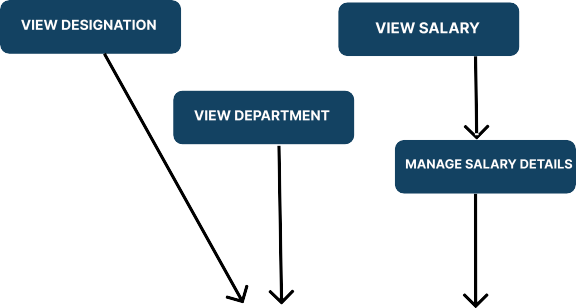 VIEW DESIGNATION
VIEW SALARY
VIEW DEPARTMENT
MANAGE SALARY DETAILS